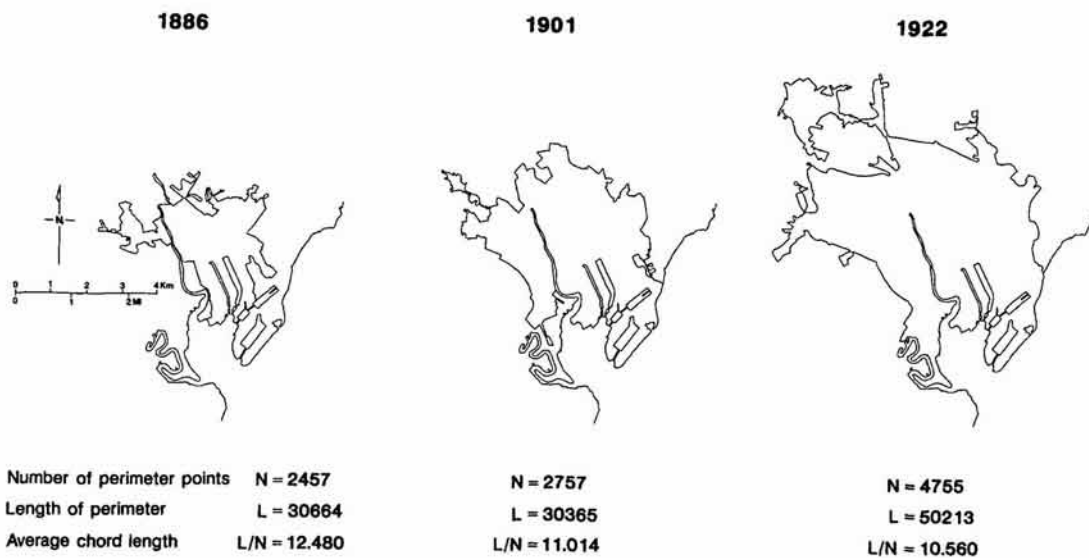 1886 1901 1922
N
0 1 2 3 4 Km
0 1 2 MI
Number of perimeter points N = 2457 N = 2757 N = 4755
Length of perimeter L = 30664 L = 30365 L = 50213
Average chord length L/N = 12.480 L/N = 11.014 L/N = 10.560